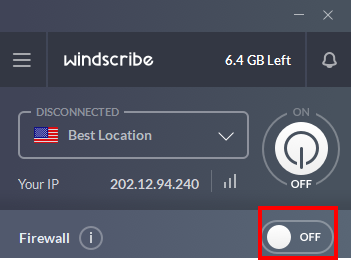 windscribe 6.4 GB Left
DISCONNECTED ON
Best Location
OFF
Your IP 202.12.94.240
Firewall i OFF